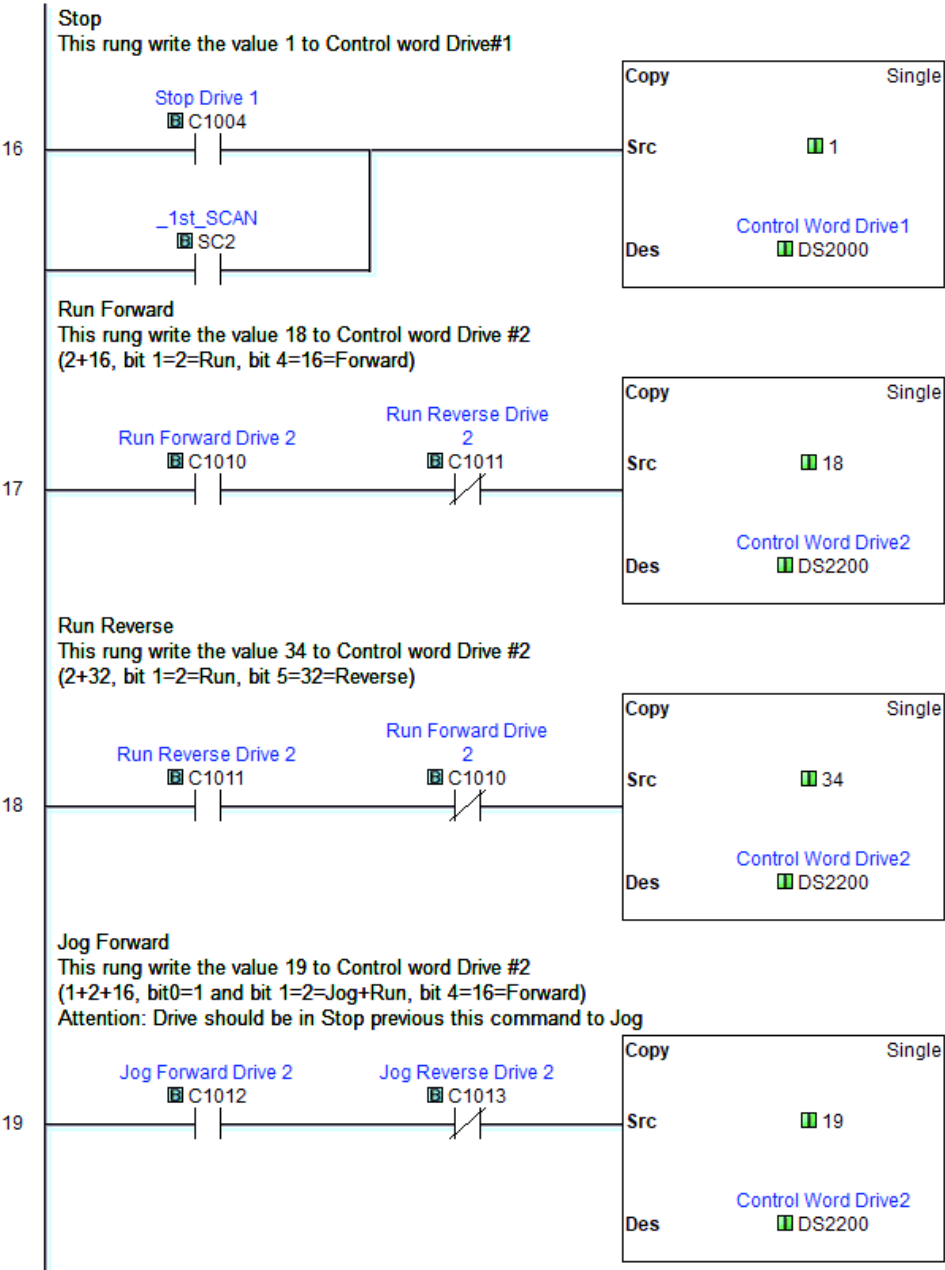 Stop
This rung write the value 1 to Control word Drive#1
Copy Single
Stop Drive 1
B C1004
16
Src I 1
_1st_SCAN
B SC2
Control Word Drive1
Des I DS2000
Run Forward
This rung write the value 18 to Control word Drive #2
(2+16, bit 1=2=Run, bit 4=16=Forward)
Copy Single
Run Forward Drive 2
B C1010
Run Reverse Drive
2
B C1011
17
Src I 18
Control Word Drive2
Des I DS2200
Run Reverse
This rung write the value 34 to Control word Drive #2
(2+32, bit 1=2=Run, bit 5=32=Reverse)
Copy Single
Run Reverse Drive 2
B C1011
Run Forward Drive
2
B C1010
18
Src I 34
Control Word Drive2
Des I DS2200
Jog Forward
This rung write the value 19 to Control word Drive #2
(1+2+16, bit0=1 and bit 1=2=Jog+Run, bit 4=16=Forward)
Attention: Drive should be in Stop previous this command to Jog
Copy Single
Jog Forward Drive 2
B C1012
Jog Reverse Drive 2
B C1013
19
Src I 19
Control Word Drive2
Des I DS2200